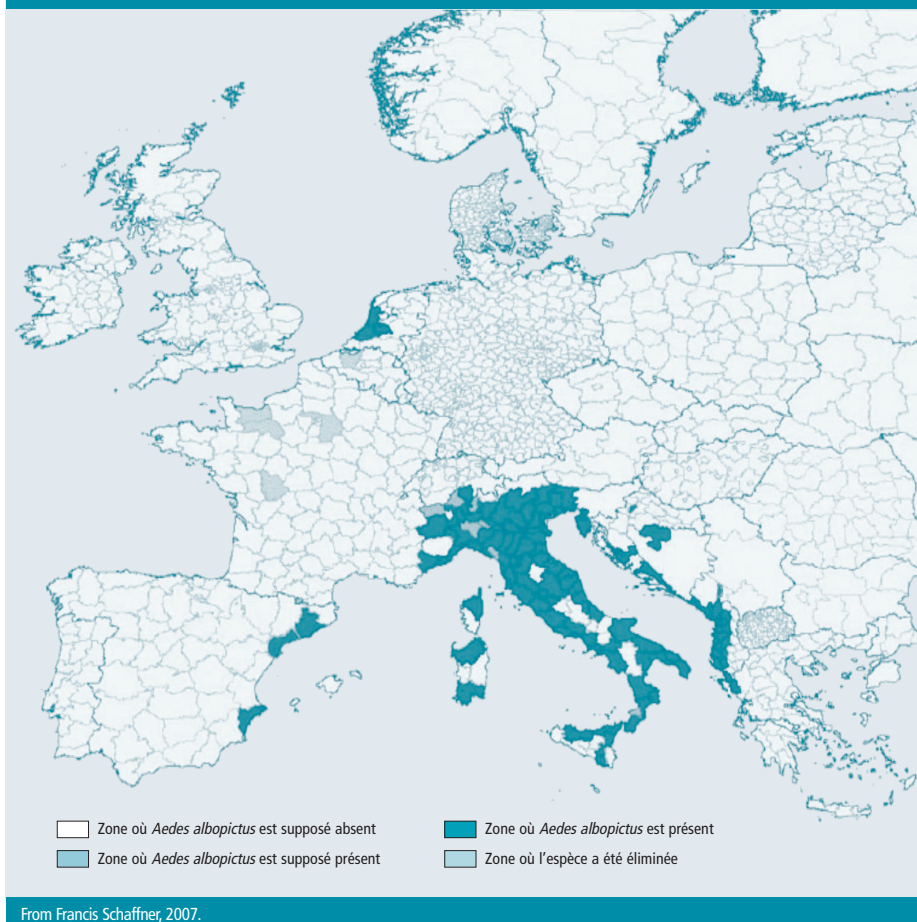 Zone où Aedes albopictus est supposé absent
Zone où Aedes albopictus est présent
Zone où Aedes albopictus est supposé présent
Zone où l'espèce a été éliminée
From Francis Schaffner, 2007.